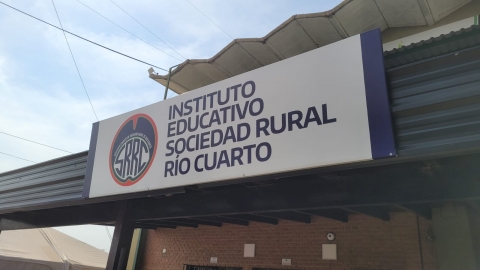 INSTITUTO
EDUCATIVO
SOCIEDAD RURAL
RÍO CUARTO
SRRC